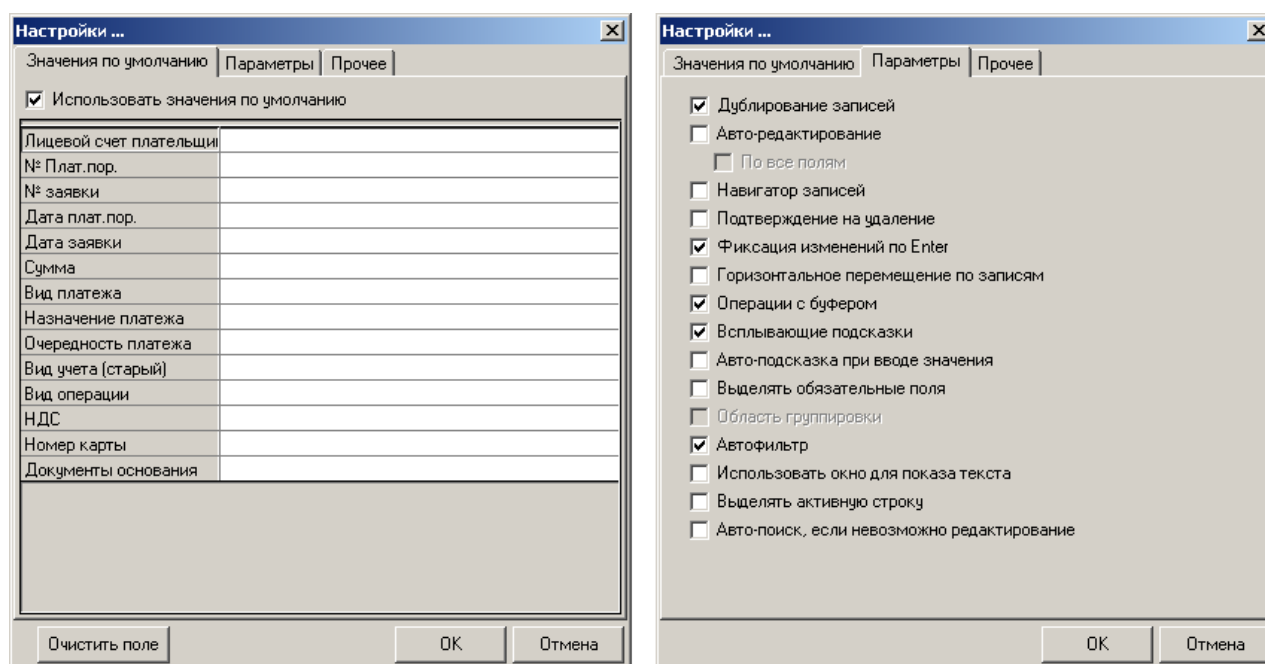 Настройки ...
Значения по умолчанию Параметры Прочее
Использовать значения по умолчанию
Лицевой счет плательщи
№ Плат.пор.
№ заявки
Дата плат.пор.
Дата заявки
Сумма
Вид платежа
Назначение платежа
Очередность платежа
Вид учета (старый)
Вид операции
НДС
Номер карты
Документы основания
Очистить поле OK Отмена
Настройки ...
Значения по умолчанию Параметры Прочее
Дублирование записей
Авто-редактирование
По все полям
Навигатор записей
Подтверждение на удаление
Фиксация изменений по Enter
Горизонтальное перемещение по записям
Операции с буфером
Всплывающие подсказки
Авто-подсказка при вводе значения
Выделять обязательные поля
Область группировки
Автофильтр
Использовать окно для показа текста
Выделять активную строку
Авто-поиск, если невозможно редактирование
OK Отмена